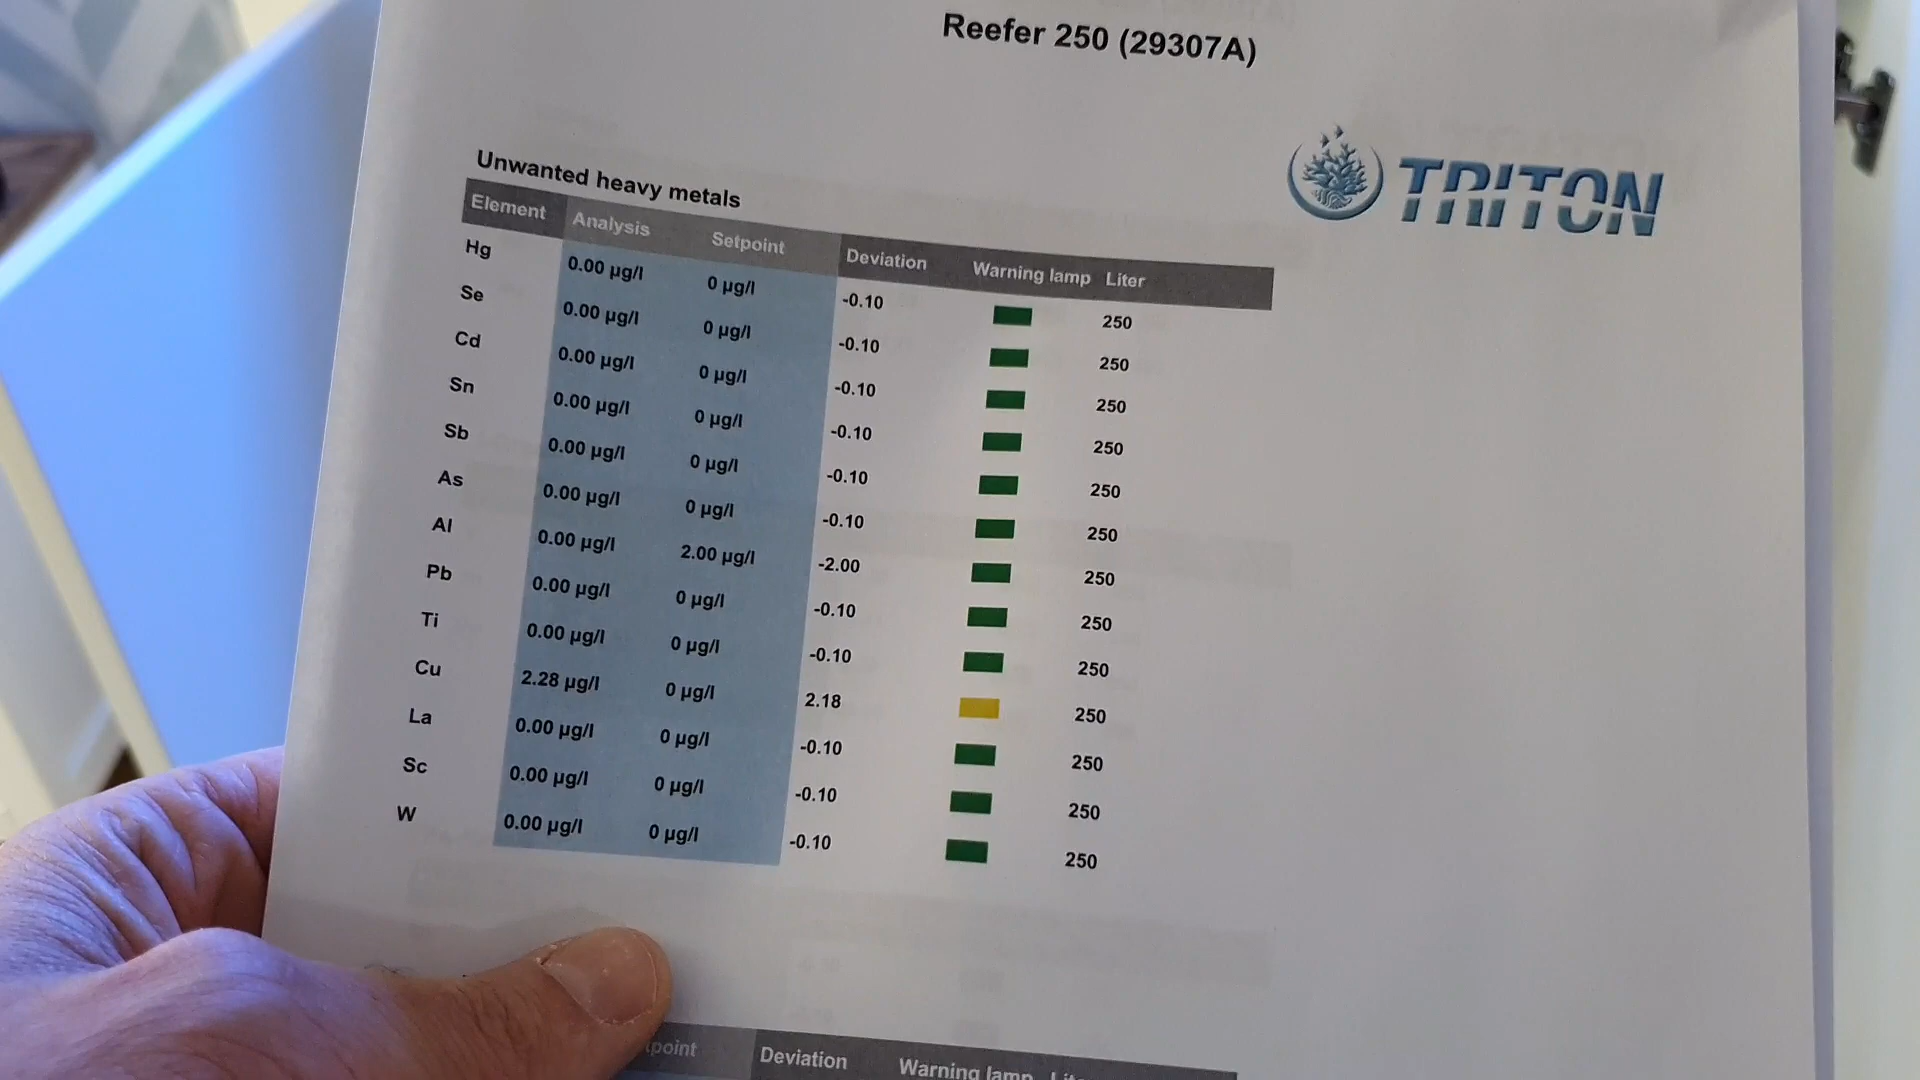 Reefer 250 (29307A)
TRITON
Unwanted heavy metals
Element Analysis Setpoint Deviation Warning lamp Liter
Hg 0.00 µg/l 0 µg/l -0.10 250
Se 0.00 µg/l 0 µg/l -0.10 250
Cd 0.00 µg/l 0 µg/l -0.10 250
Sn 0.00 µg/l 0 µg/l -0.10 250
Sb 0.00 µg/l 0 µg/l -0.10 250
As 0.00 µg/l 0 µg/l -0.10 250
Al 0.00 µg/l 2.00 µg/l -2.00 250
Pb 0.00 µg/l 0 µg/l -0.10 250
Ti 0.00 µg/l 0 µg/l -0.10 250
Cu 2.28 µg/l 0 µg/l 2.18 250
La 0.00 µg/l 0 µg/l -0.10 250
Sc 0.00 µg/l 0 µg/l -0.10 250
W 0.00 µg/l 0 µg/l -0.10 250
Deviation Warning lamp